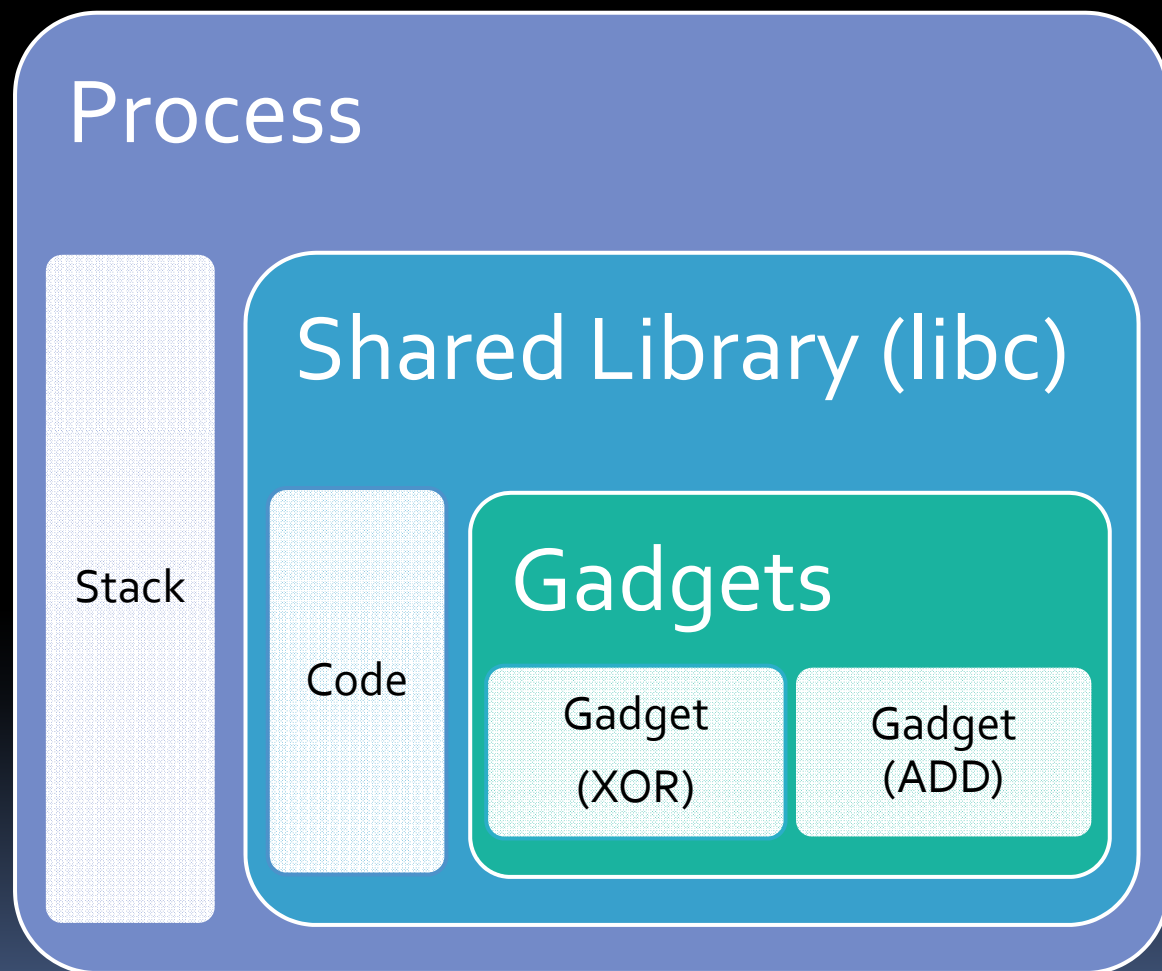 Process
Shared Library (libc)
Stack
Code
Gadgets
Gadget
(XOR)
Gadget
(ADD)